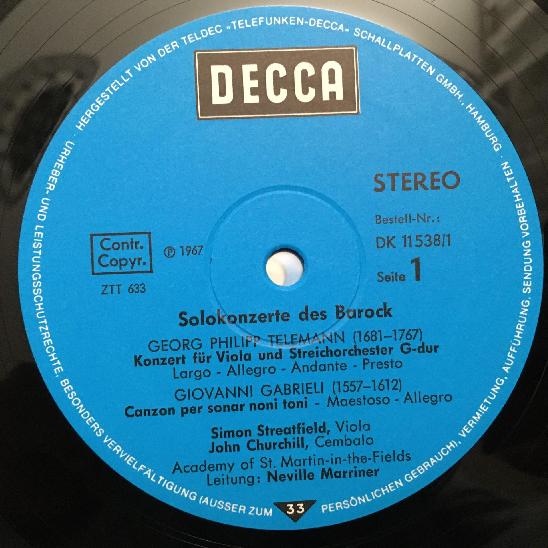 URHEBER- UND LEISTUNGSSCHUTZRECHTE, BESONDERS VERVIELFÄLTIGUNG (AUSSER ZUM PERSÖNLICHEN GEBRAUCH), VERMIETUNG, AUFFÜHRUNG, SENDUNG VORBEHALTEN ·
HERGESTELLT VON DER TELDEC »TELEFUNKEN-DECCA« SCHALLPLATTEN GMBH, HAMBURG ·
DECCA
STEREO
Bestell-Nr.:
DK 11538/1
Seite 1
Contr.
Copyr.
℗ 1967
ZTT 633
Solokonzerte des Barock
GEORG PHILIPP TELEMANN (1681-1767)
Konzert für Viola und Streichorchester G-dur
Largo - Allegro - Andante - Presto
GIOVANNI GABRIELI (1557-1612)
Canzon per sonar noni toni - Maestoso - Allegro
Simon Streatfield, Viola
John Churchill, Cembalo
Academy of St. Martin-in-the-Fields
Leitung: Neville Marriner
33